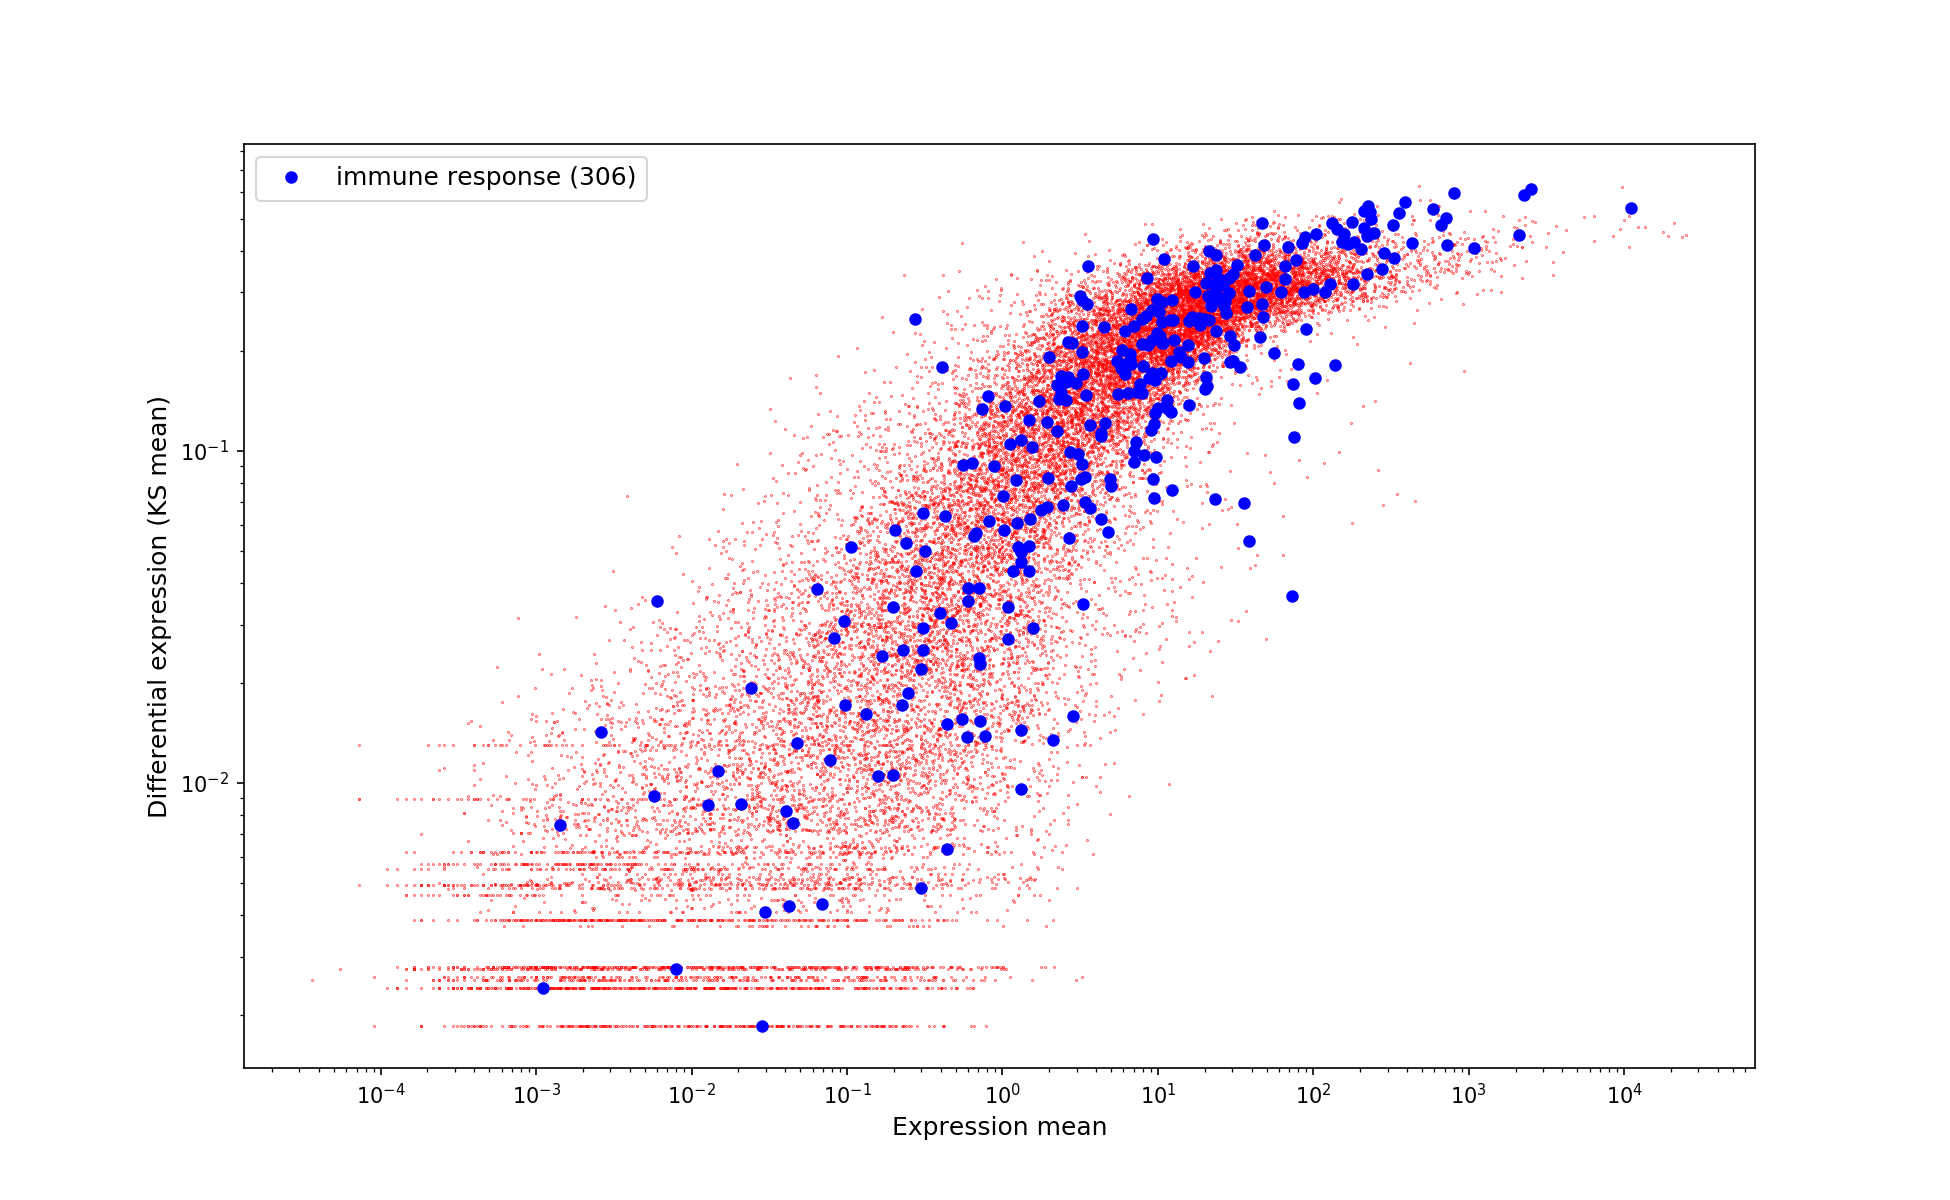 immune response (306)
Differential expression (KS mean)
10⁻¹
10⁻²
10⁻⁴ 10⁻³ 10⁻² 10⁻¹ 10⁰ 10¹ 10² 10³ 10⁴
Expression mean